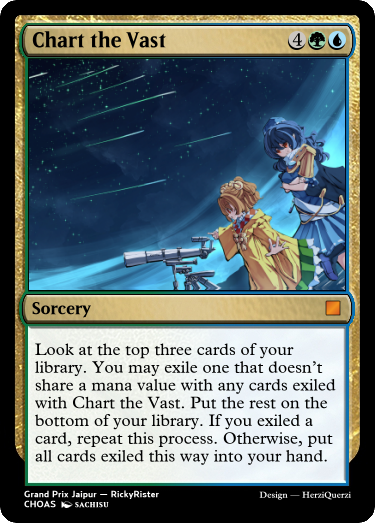 Chart the Vast 4
Sorcery
Look at the top three cards of your
library. You may exile one that doesn't
share a mana value with any cards exiled
with Chart the Vast. Put the rest on the
bottom of your library. If you exiled a
card, repeat this process. Otherwise, put
all cards exiled this way into your hand.
Grand Prix Jaipur — RickyRister
CHOAS SACHISU
Design — HerziQuerzi